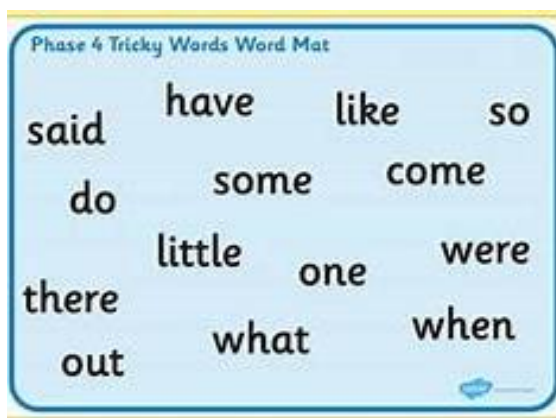 Phase 4 Tricky Words Word Mat
said have like so
do some come
little one were
there what when
out